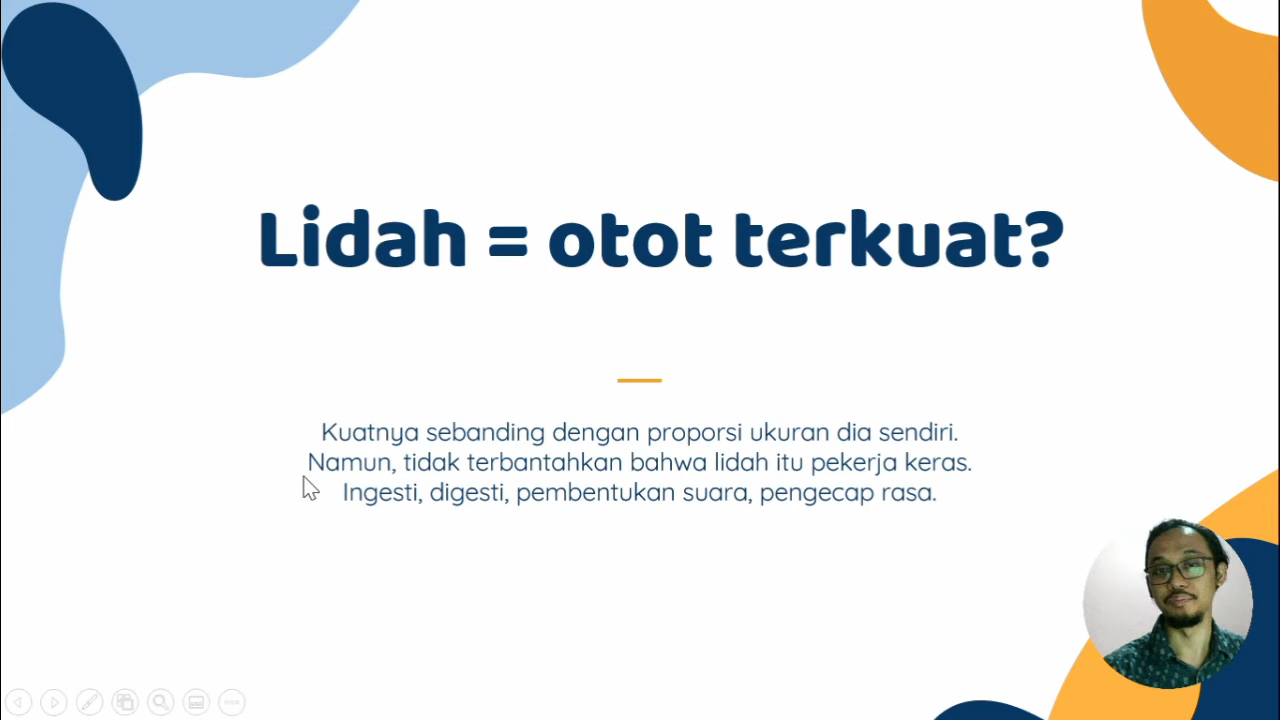 Lidah = otot terkuat?
Kuatnya sebanding dengan proporsi ukuran dia sendiri.
Namun, tidak terbantahkan bahwa lidah itu pekerja keras.
Ingesti, digesti, pembentukan suara, pengecap rasa.